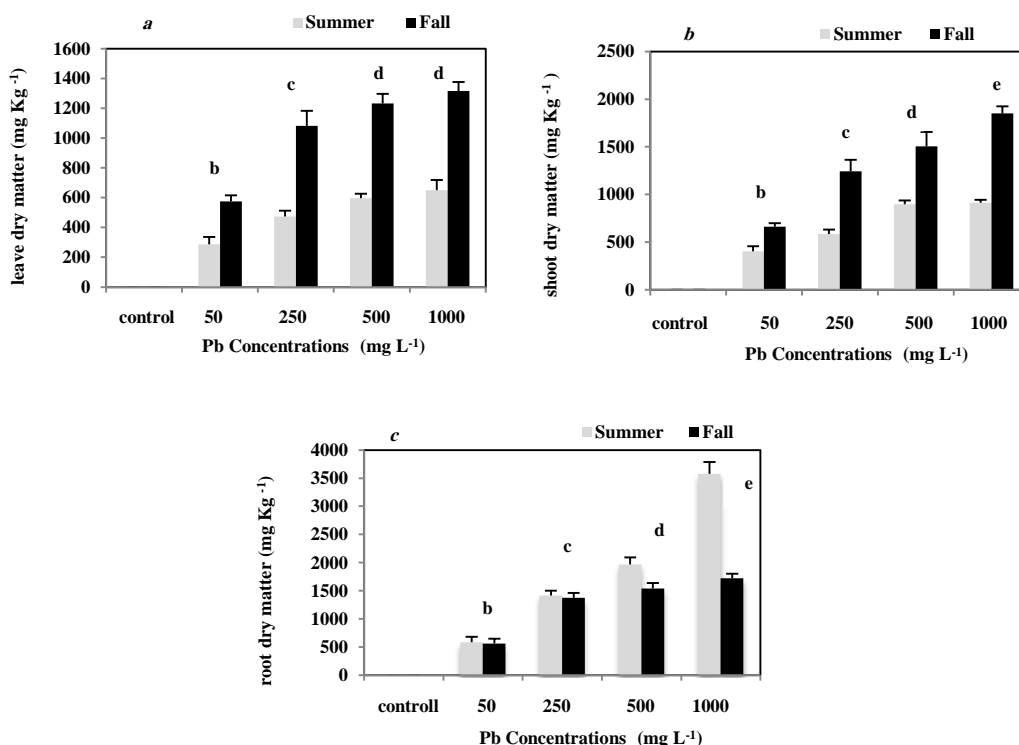 a
Summer Fall
leave dry matter (mg Kg -1)
1600
1400
1200
1000
800
600
400
200
0
b
c
d
d
control 50 250 500 1000
Pb Concentrations (mg L-1)
b
Summer Fall
shoot dry matter (mg Kg -1 )
2500
2000
1500
1000
500
0
b
c
d
e
control 50 250 500 1000
Pb Concentrations (mg L-1)
c
Summer Fall
root dry matter (mg Kg -1)
4000
3500
3000
2500
2000
1500
1000
500
0
b
c
d
e
controll 50 250 500 1000
Pb Concentrations (mg L-1)